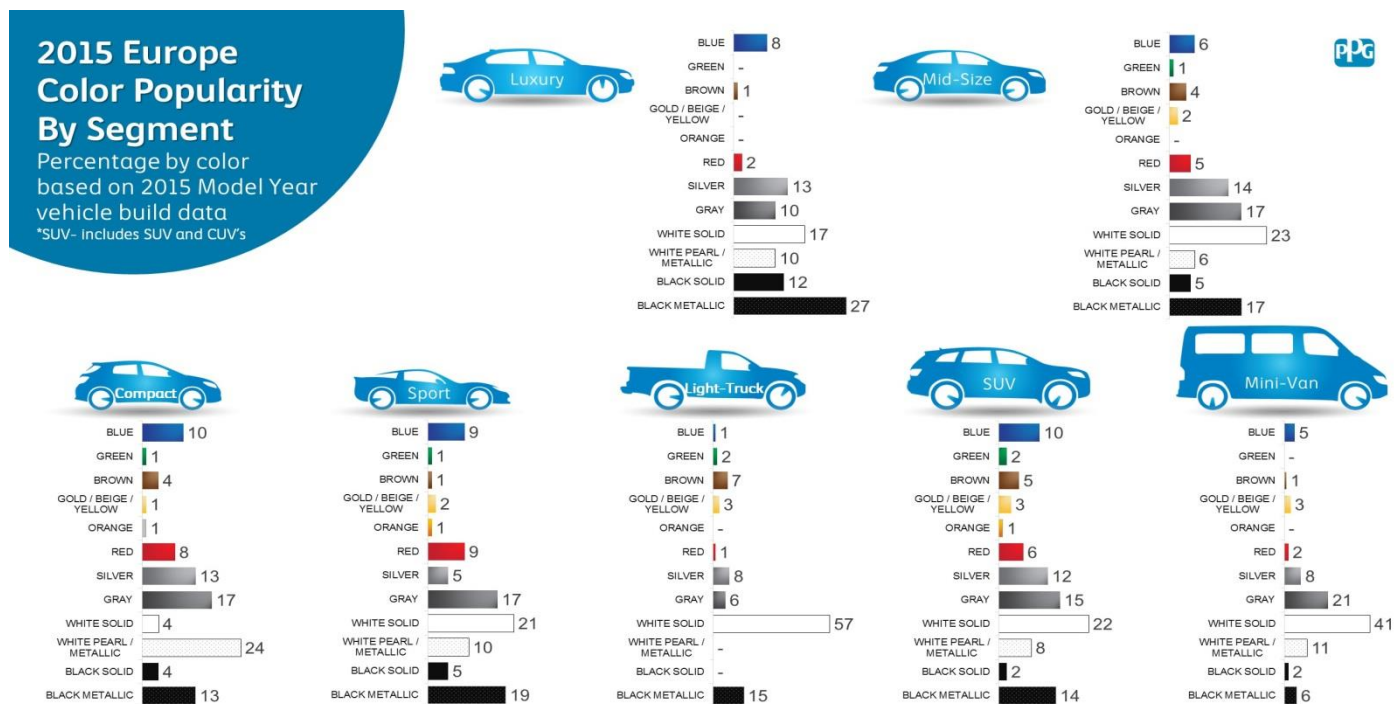 2015 Europe
Color Popularity
By Segment
Percentage by color
based on 2015 Model Year
vehicle build data
*SUV- includes SUV and CUV's
PPG
Luxury
BLUE 8
GREEN -
BROWN 1
GOLD / BEIGE /
YELLOW -
ORANGE -
RED 2
SILVER 13
GRAY 10
WHITE SOLID 17
WHITE PEARL /
METALLIC 10
BLACK SOLID 12
BLACK METALLIC 27
Mid-Size
BLUE 6
GREEN 1
BROWN 4
GOLD / BEIGE /
YELLOW 2
ORANGE -
RED 5
SILVER 14
GRAY 17
WHITE SOLID 23
WHITE PEARL /
METALLIC 6
BLACK SOLID 5
BLACK METALLIC 17
Compact
BLUE 10
GREEN 1
BROWN 4
GOLD / BEIGE /
YELLOW 1
ORANGE 1
RED 8
SILVER 13
GRAY 17
WHITE SOLID 4
WHITE PEARL /
METALLIC 24
BLACK SOLID 4
BLACK METALLIC 13
Sport
BLUE 9
GREEN 1
BROWN 1
GOLD / BEIGE /
YELLOW 2
ORANGE 1
RED 9
SILVER 5
GRAY 17
WHITE SOLID 21
WHITE PEARL /
METALLIC 10
BLACK SOLID 5
BLACK METALLIC 19
Light-Truck
BLUE 1
GREEN 2
BROWN 7
GOLD / BEIGE /
YELLOW 3
ORANGE -
RED 1
SILVER 8
GRAY 6
WHITE SOLID 57
WHITE PEARL /
METALLIC -
BLACK SOLID -
BLACK METALLIC 15
SUV
BLUE 10
GREEN 2
BROWN 5
GOLD / BEIGE /
YELLOW 3
ORANGE 1
RED 6
SILVER 12
GRAY 15
WHITE SOLID 22
WHITE PEARL /
METALLIC 8
BLACK SOLID 2
BLACK METALLIC 14
Mini-Van
BLUE 5
GREEN -
BROWN 1
GOLD / BEIGE /
YELLOW 3
ORANGE -
RED 2
SILVER 8
GRAY 21
WHITE SOLID 41
WHITE PEARL /
METALLIC 11
BLACK SOLID 2
BLACK METALLIC 6